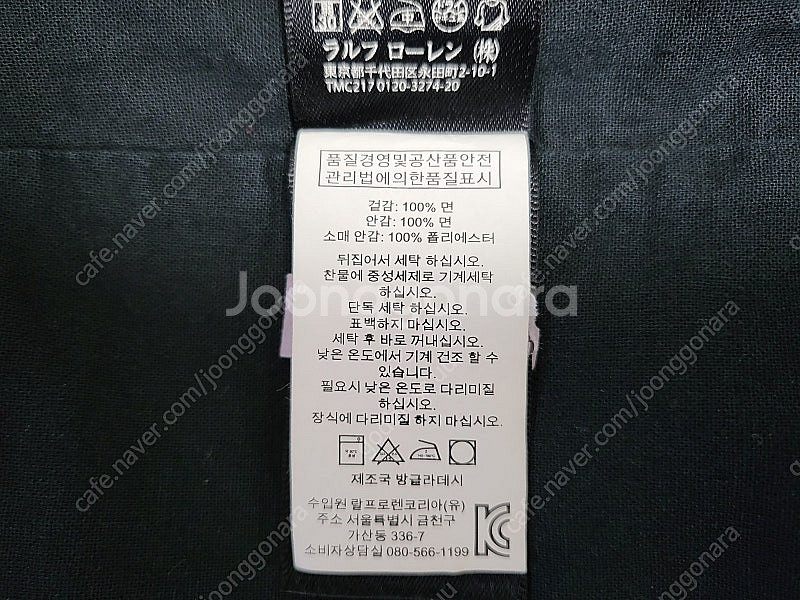 ラルフ ローレン (株)
東京都千代田区永田町2-10-1
TMC217 0120-3274-20
품질경영및공산품안전
관리법에의한품질표시
겉감: 100% 면
안감: 100% 면
소매 안감: 100% 폴리에스터
뒤집어서 세탁 하십시오.
찬물에 중성세제로 기계세탁
하십시오.
단독 세탁 하십시오.
표백하지 마십시오.
세탁 후 바로 꺼내십시오.
낮은 온도에서 기계 건조 할 수
있습니다.
필요시 낮은 온도로 다리미질
하십시오.
장식에 다리미질 하지 마십시오.
제조국 방글라데시
수입원 랄프로렌코리아(유)
주소 서울특별시 금천구
가산동 336-7
소비자상담실 080-566-1199
KC
Joonggonara
cafe.naver.com/joonggonara